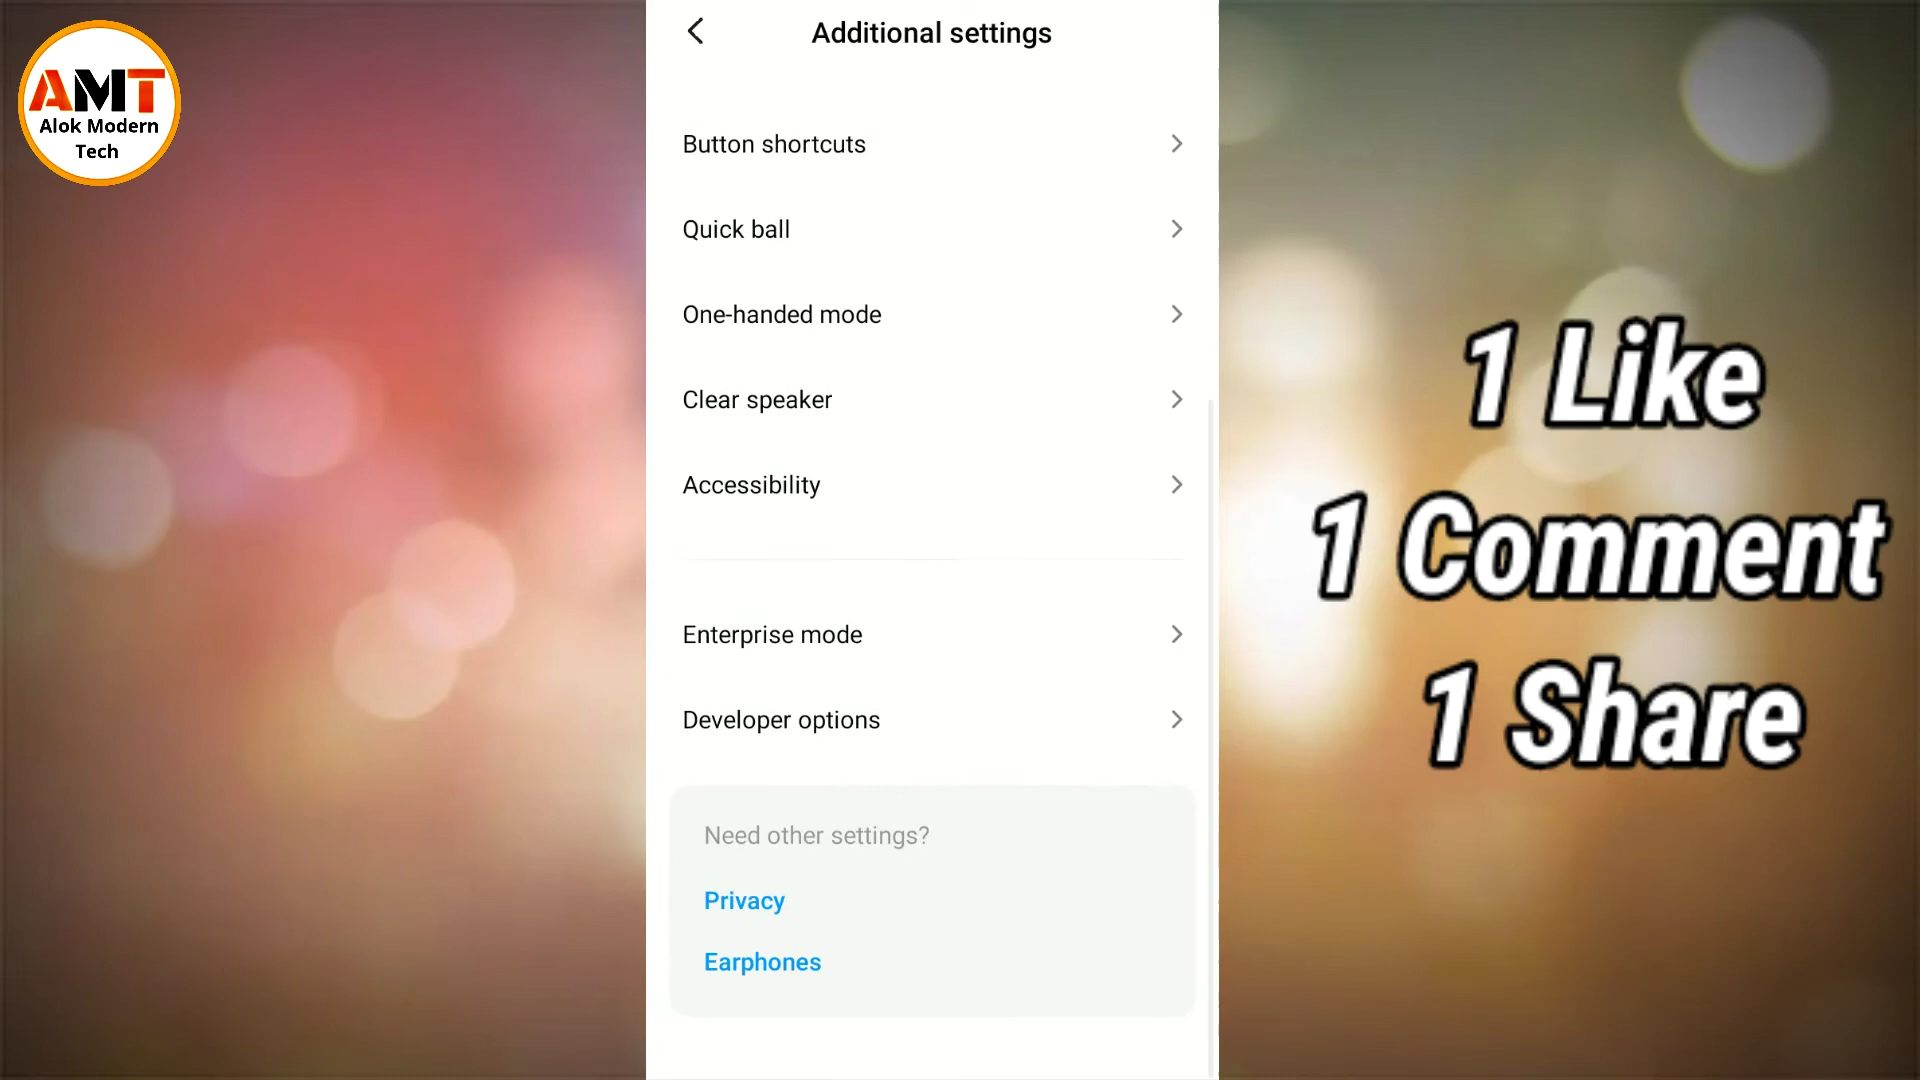 AMT
Alok Modern
Tech
Additional settings
Button shortcuts
Quick ball
One-handed mode
Clear speaker
Accessibility
Enterprise mode
Developer options
Need other settings?
Privacy
Earphones
1 Like
1 Comment
1 Share